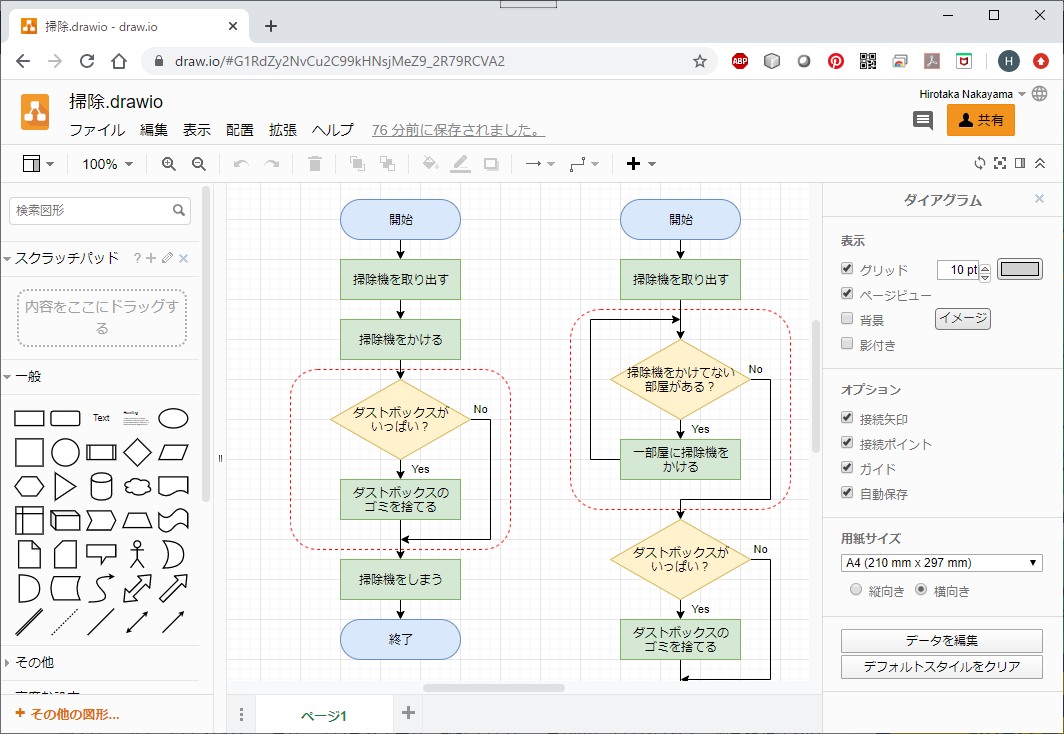 掃除.drawio - draw.io
draw.io/#G1RdZy2NvCu2C99kHNsjMeZ9_2R79RCVA2
ABP
H
掃除.drawio
Hirotaka Nakayama
ファイル 編集 表示 配置 拡張 ヘルプ 76 分前に保存されました。
共有
100%
検索図形
スクラッチパッド ?
内容をここにドラッグす
る
一般
Text
Heading
その他
その他の図形...
開始
掃除機を取り出す
掃除機をかける
ダストボックスが
いっぱい？
No
Yes
ダストボックスの
ゴミを捨てる
掃除機をしまう
終了
開始
掃除機を取り出す
掃除機をかけてない
部屋がある？
No
Yes
一部屋に掃除機を
かける
ダストボックスが
いっぱい？
No
Yes
ダストボックスの
ゴミを捨てる
ページ1
ダイアグラム
表示
グリッド 10 pt
ページビュー
背景 イメージ
影付き
オプション
接続矢印
接続ポイント
ガイド
自動保存
用紙サイズ
A4 (210 mm x 297 mm)
縦向き 横向き
データを編集
デフォルトスタイルをクリア